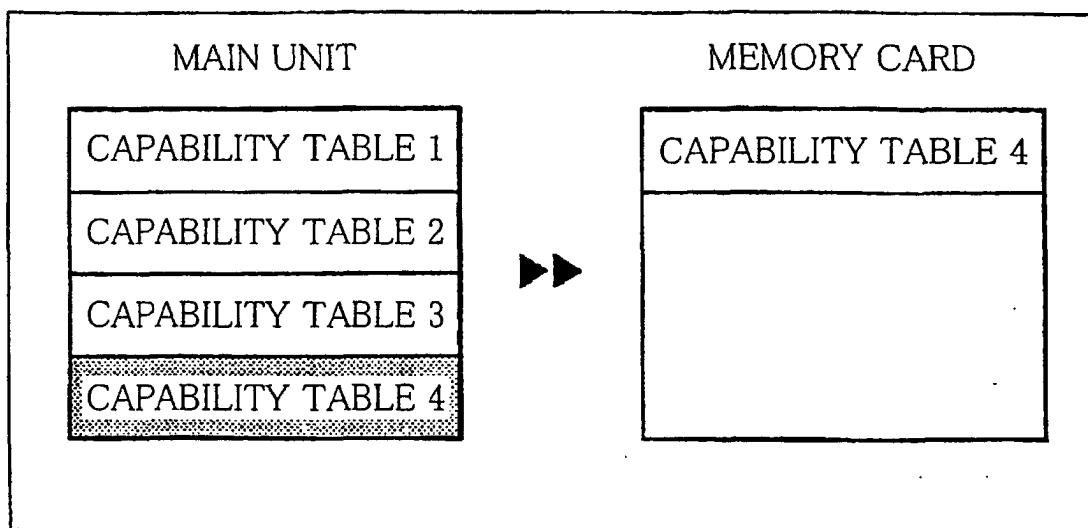 MAIN UNIT
CAPABILITY TABLE 1
CAPABILITY TABLE 2
CAPABILITY TABLE 3
CAPABILITY TABLE 4
MEMORY CARD
CAPABILITY TABLE 4